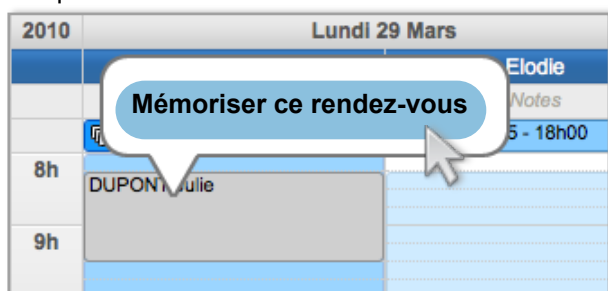 2010 Lundi 29 Mars
Elodie
Notes
5 - 18h00
Mémoriser ce rendez-vous
8h
DUPONT Julie
9h